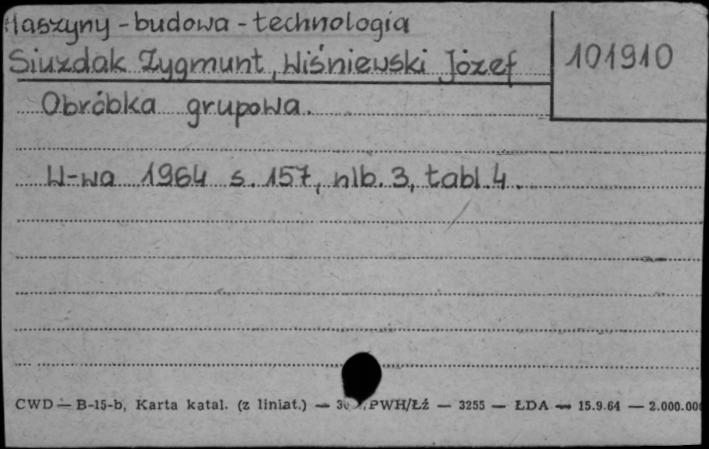 Maszyny - budowa - technologia
Siuzdak Zygmunt, Wiśniewski Józef
101910
Obróbka grupowa.
W-wa 1964 s. 157, nlb. 3, tabl. 4.
CWD — B-15-b, Karta katal. (z liniat.) — PWH/Łź — 3255 — ŁDA — 15.9.64 — 2.000.000